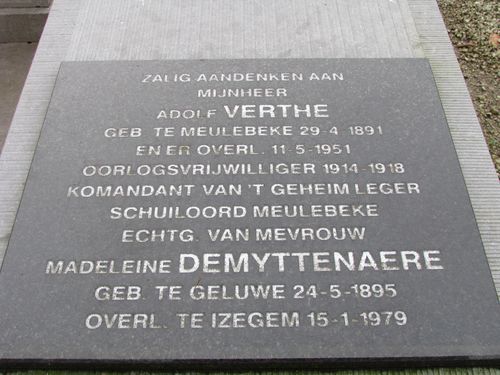 ZALIG AANDENKEN AAN
MIJNHEER
ADOLF VERTHE
GEB. TE MEULEBEKE 29-4-1891
EN ER OVERL. 11-5-1951
OORLOGSVRIJWILLIGER 1914-1918
KOMANDANT VAN 'T GEHEIM LEGER
SCHUILOORD MEULEBEKE
ECHTG. VAN MEVROUW
MADELEINE DEMYTTENAERE
GEB. TE GELUWE 24-5-1895
OVERL. TE IZEGEM 15-1-1979